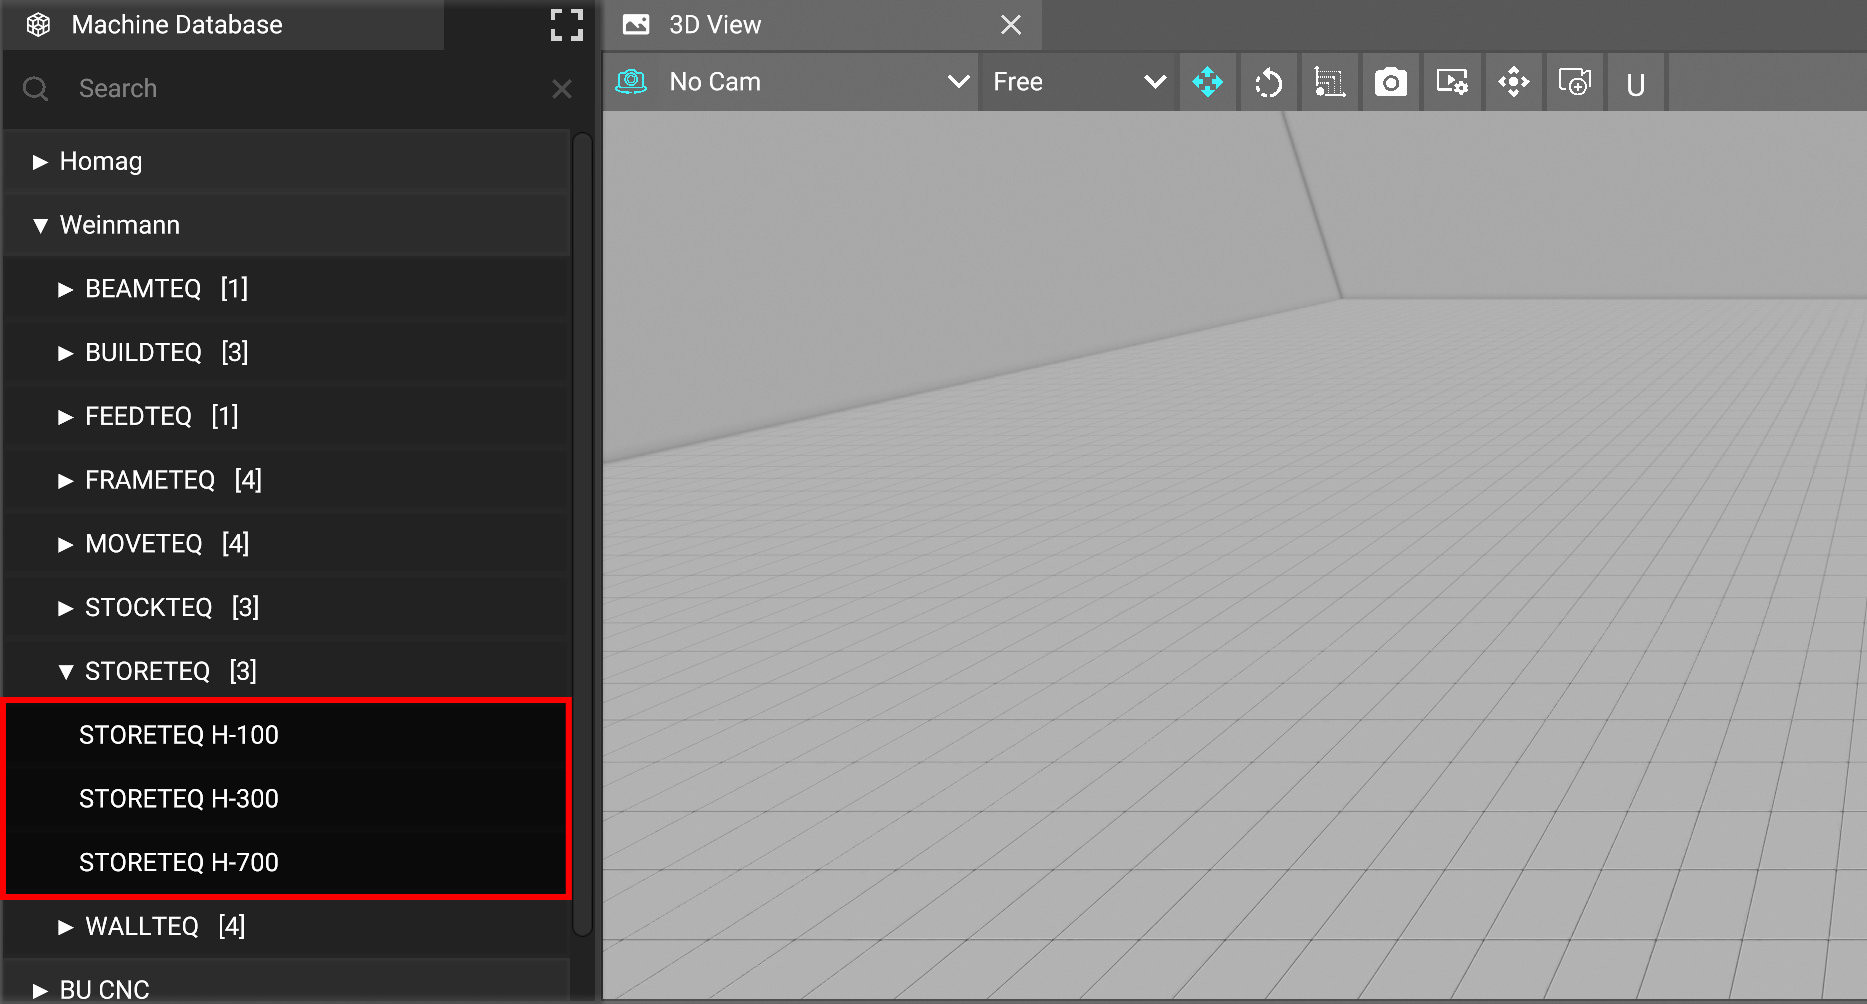 Machine Database
3D View
Search
No Cam
Free
U
Homag
Weinmann
BEAMTEQ [1]
BUILDTEQ [3]
FEEDTEQ [1]
FRAMETEQ [4]
MOVETEQ [4]
STOCKTEQ [3]
STORETEQ [3]
STORETEQ H-100
STORETEQ H-300
STORETEQ H-700
WALLTEQ [4]
BU CNC